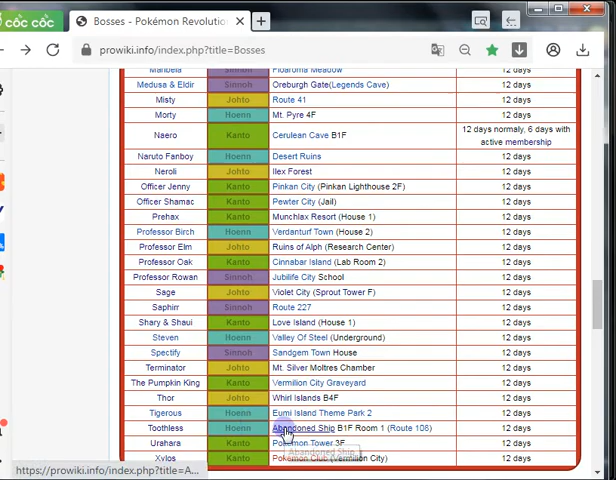 cốc cốc
Bosses - Pokémon Revolutio
prowiki.info/index.php?title=Bosses
Maribela Sinnoh Floaroma Meadow 12 days
Medusa & Eldir Sinnoh Oreburgh Gate(Legends Cave) 12 days
Misty Johto Route 41 12 days
Morty Hoenn Mt. Pyre 4F 12 days
Naero Kanto Cerulean Cave B1F 12 days normaly, 6 days with
active membership
Naruto Fanboy Hoenn Desert Ruins 12 days
Neroli Johto Ilex Forest 12 days
Officer Jenny Kanto Pinkan City (Pinkan Lighthouse 2F) 12 days
Officer Shamac Kanto Pewter City (Jail) 12 days
Prehax Kanto Munchlax Resort (House 1) 12 days
Professor Birch Hoenn Verdanturf Town (House 2) 12 days
Professor Elm Johto Ruins of Alph (Research Center) 12 days
Professor Oak Kanto Cinnabar Island (Lab Room 2) 12 days
Professor Rowan Sinnoh Jubilife City School 12 days
Sage Johto Violet City (Sprout Tower F) 12 days
Saphirr Sinnoh Route 227 12 days
Shary & Shaui Kanto Love Island (House 1) 12 days
Steven Hoenn Valley Of Steel (Underground) 12 days
Spectify Sinnoh Sandgem Town House 12 days
Terminator Johto Mt. Silver Moltres Chamber 12 days
The Pumpkin King Kanto Vermilion City Graveyard 12 days
Thor Johto Whirl Islands B4F 12 days
Tigerous Hoenn Eumi Island Theme Park 2 12 days
Toothless Hoenn Abandoned Ship B1F Room 1 (Route 108) 12 days
Urahara Kanto Pokemon Tower 3F 12 days
Abandoned Ship
Xylos Kanto Pokemon Club (Vermilion City) 12 days
https://prowiki.info/index.php?title=A...